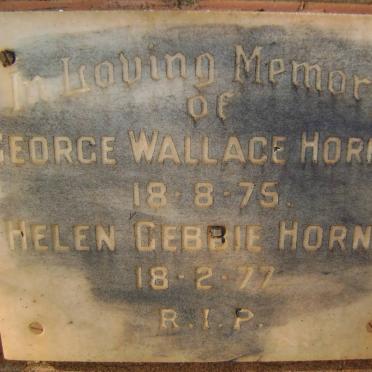 In Loving Memory
of
GEORGE WALLACE HORN
18-8-75.
HELEN GEBBIE HORN
18-2-77
R.I.P.